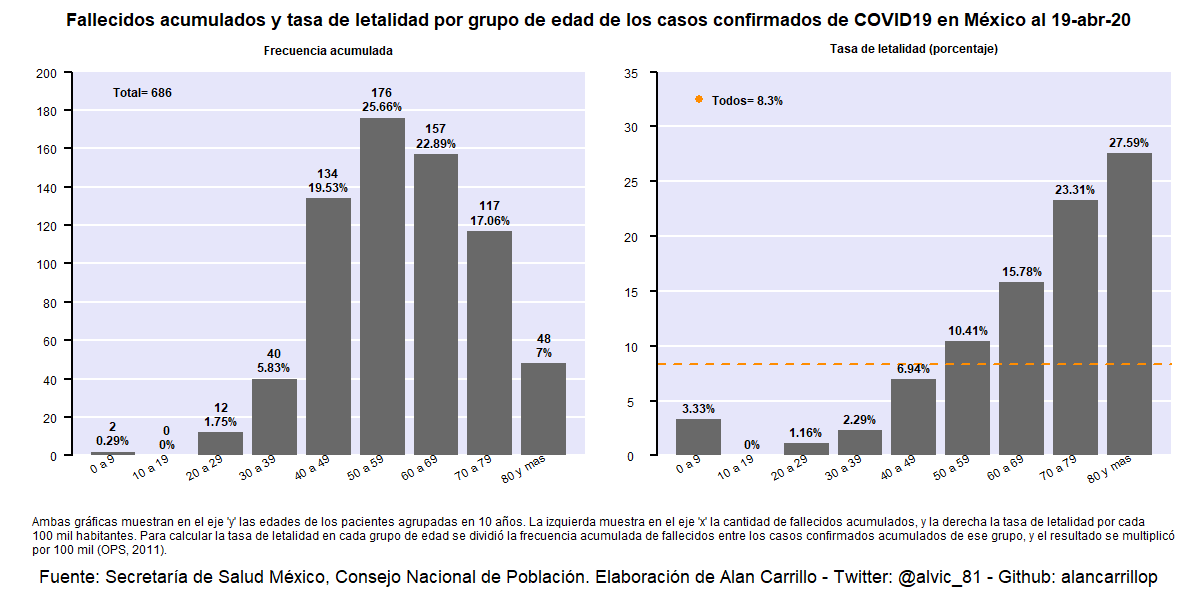 Fallecidos acumulados y tasa de letalidad por grupo de edad de los casos confirmados de COVID19 en México al 19-abr-20
Frecuencia acumulada
200
180
160
140
120
100
80
60
40
20
0
Total= 686
2
0.29%
0
0%
12
1.75%
40
5.83%
134
19.53%
176
25.66%
157
22.89%
117
17.06%
48
7%
0 a 9
10 a 19
20 a 29
30 a 39
40 a 49
50 a 59
60 a 69
70 a 79
80 y mas
Tasa de letalidad (porcentaje)
35
30
25
20
15
10
5
0
Todos= 8.3%
3.33%
0%
1.16%
2.29%
6.94%
10.41%
15.78%
23.31%
27.59%
0 a 9
10 a 19
20 a 29
30 a 39
40 a 49
50 a 59
60 a 69
70 a 79
80 y mas
Ambas gráficas muestran en el eje 'y' las edades de los pacientes agrupadas en 10 años. La izquierda muestra en el eje 'x' la cantidad de fallecidos acumulados, y la derecha la tasa de letalidad por cada
100 mil habitantes. Para calcular la tasa de letalidad en cada grupo de edad se dividió la frecuencia acumulada de fallecidos entre los casos confirmados acumulados de ese grupo, y el resultado se multiplicó
por 100 mil (OPS, 2011).
Fuente: Secretaría de Salud México, Consejo Nacional de Población. Elaboración de Alan Carrillo - Twitter: @alvic_81 - Github: alancarrillop